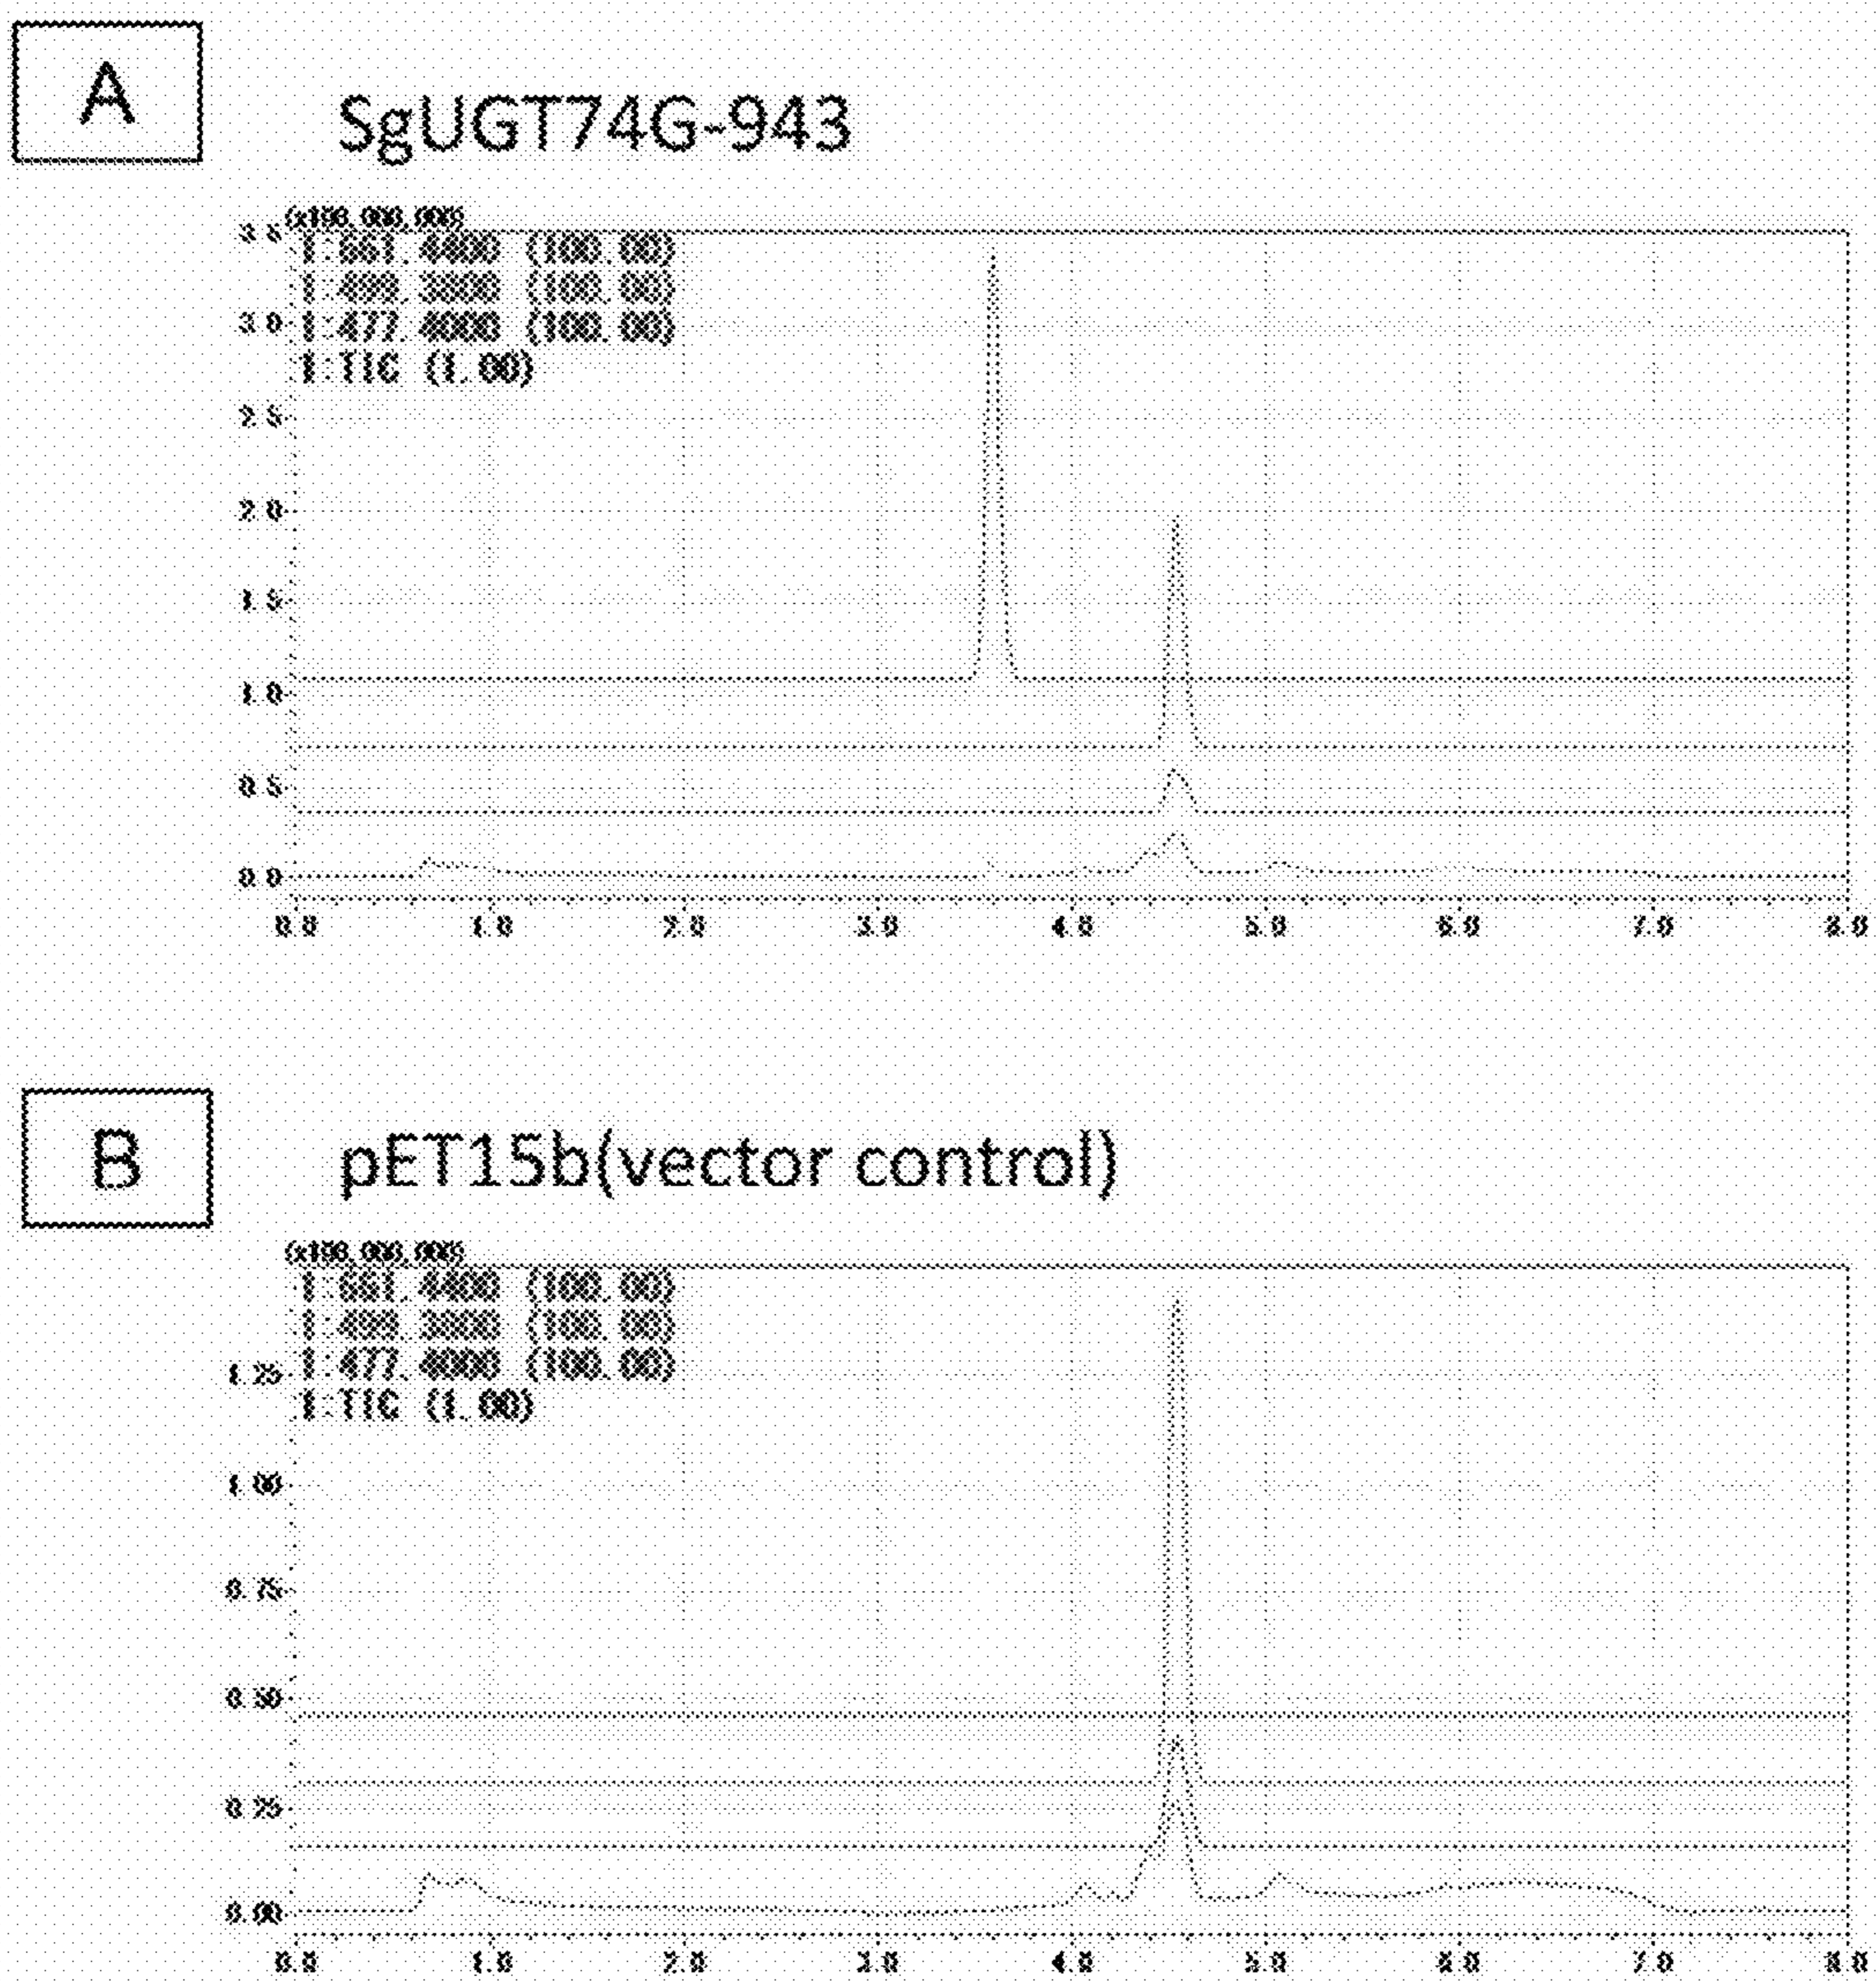 A
SgUGT74G-943
(x100,000,000)
1:661.4400 (100.00)
3.5
1:499.3800 (100.00)
3.0
1:477.4000 (100.00)
1:TIC (1.00)
2.5
2.0
1.5
1.0
0.5
0.0
0.0 1.0 2.0 3.0 4.0 5.0 6.0 7.0 8.0
B
pET15b(vector control)
(x100,000,000)
1:661.4400 (100.00)
1:499.3800 (100.00)
1:477.4000 (100.00)
1.25
1:TIC (1.00)
1.00
0.75
0.50
0.25
0.00
0.0 1.0 2.0 3.0 4.0 5.0 6.0 7.0 8.0